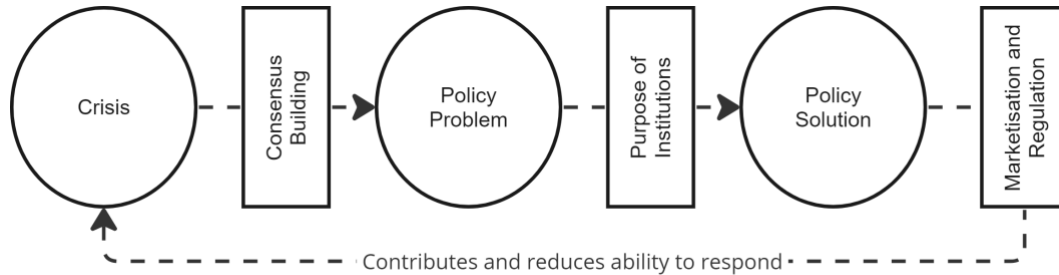 Crisis
Consensus
Building
Policy
Problem
Purpose of
Institutions
Policy
Solution
Marketisation and
Regulation
Contributes and reduces ability to respond